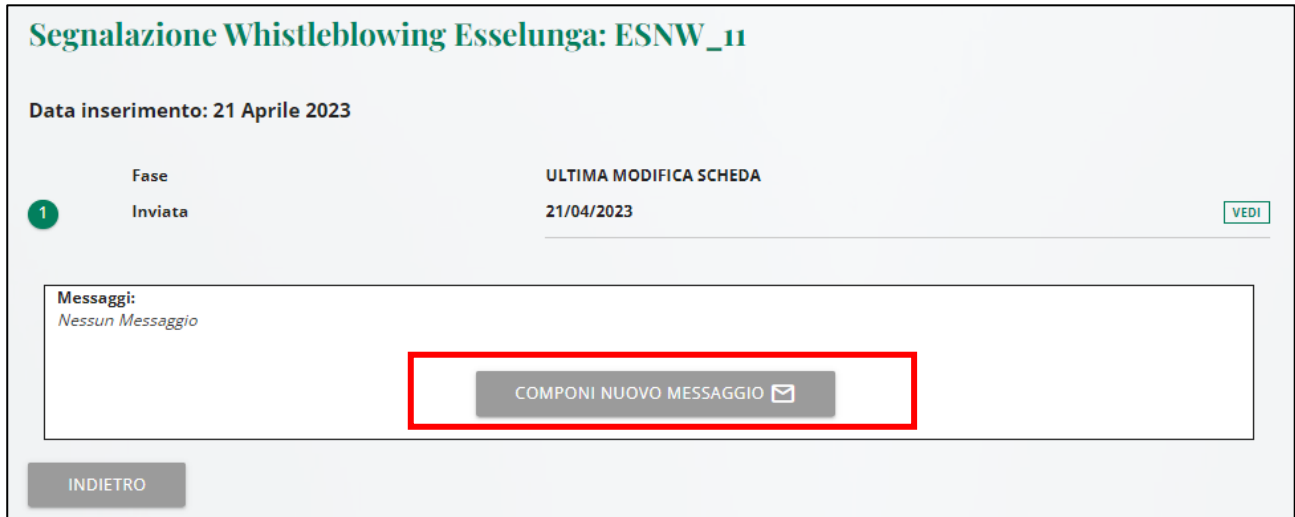 Segnalazione Whistleblowing Esselunga: ESNW_11
Data inserimento: 21 Aprile 2023
Fase ULTIMA MODIFICA SCHEDA
1 Inviata 21/04/2023 VEDI
Messaggi:
Nessun Messaggio
COMPONI NUOVO MESSAGGIO
INDIETRO